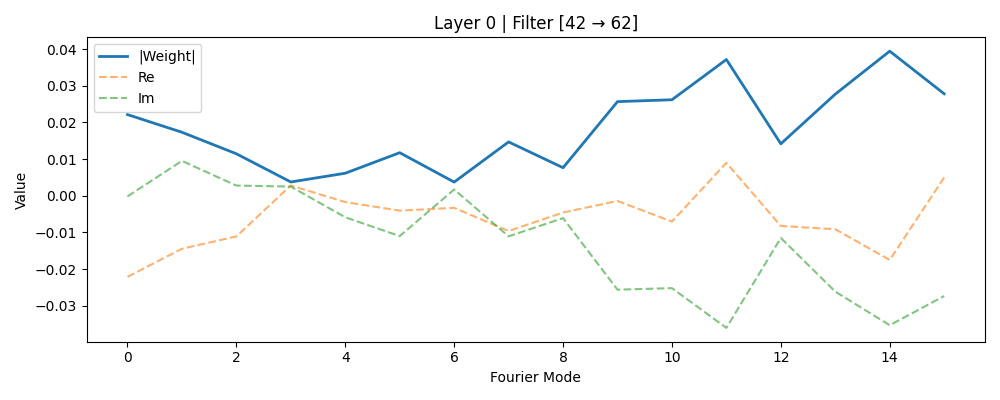 Layer 0 | Filter [42 → 62]
|Weight|
Re
Im
0.04
0.03
0.02
0.01
0.00
−0.01
−0.02
−0.03
Value
0 2 4 6 8 10 12 14
Fourier Mode